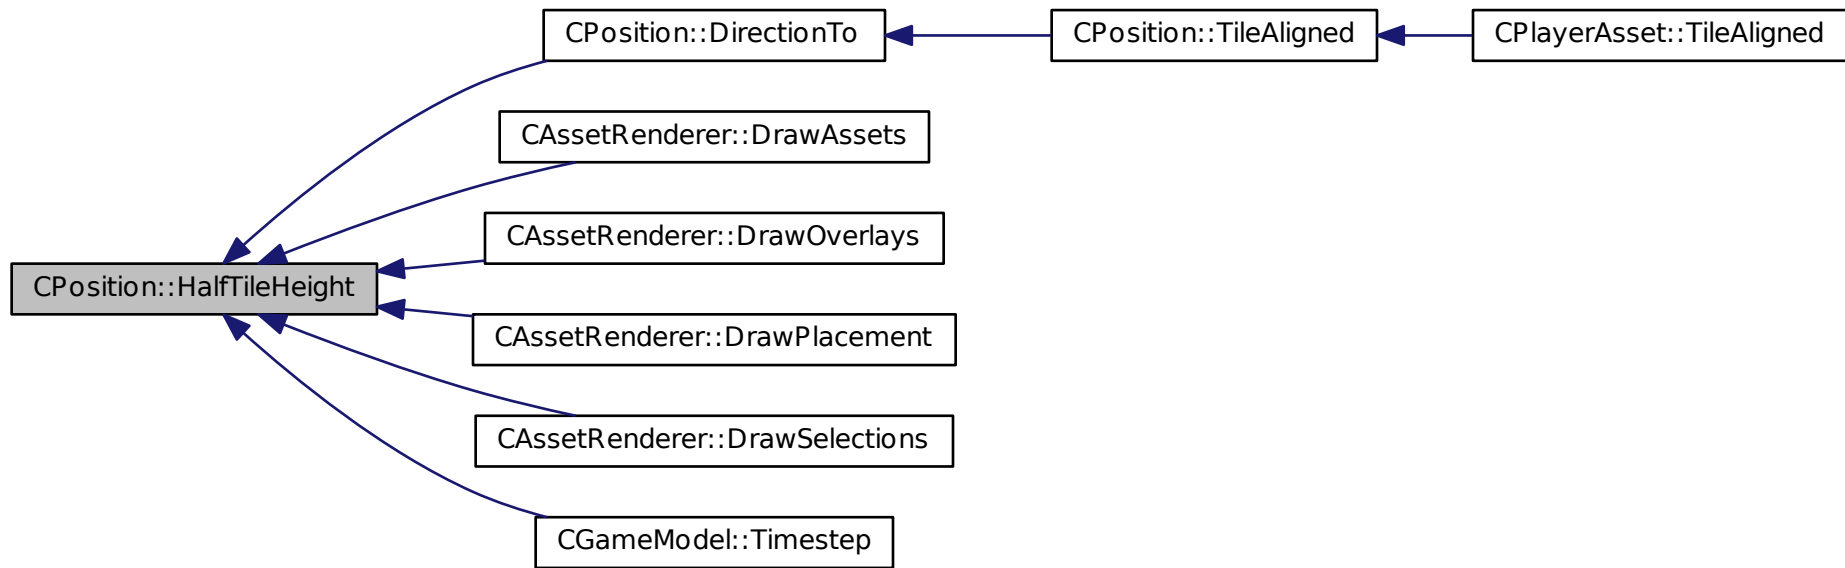 CPosition::DirectionTo
CPosition::TileAligned
CPlayerAsset::TileAligned
CAssetRenderer::DrawAssets
CAssetRenderer::DrawOverlays
CPosition::HalfTileHeight
CAssetRenderer::DrawPlacement
CAssetRenderer::DrawSelections
CGameModel::Timestep